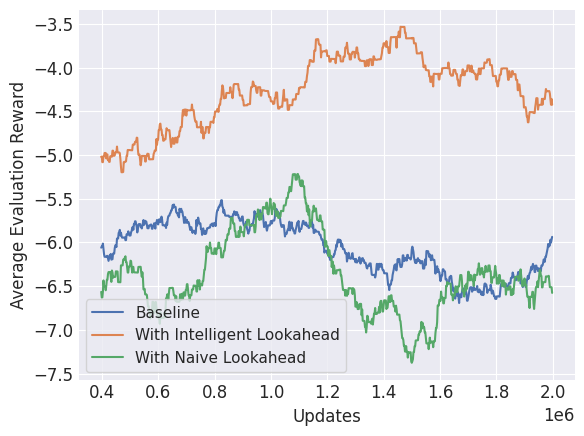 −3.5
−4.0
−4.5
−5.0
−5.5
−6.0
−6.5
−7.0
−7.5
Average Evaluation Reward
Baseline
With Intelligent Lookahead
With Naive Lookahead
0.4 0.6 0.8 1.0 1.2 1.4 1.6 1.8 2.0
Updates
1e6